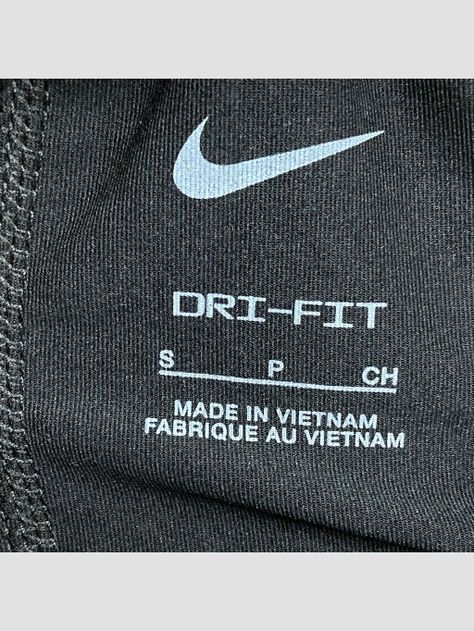 DRI-FIT
S P CH
MADE IN VIETNAM
FABRIQUE AU VIETNAM